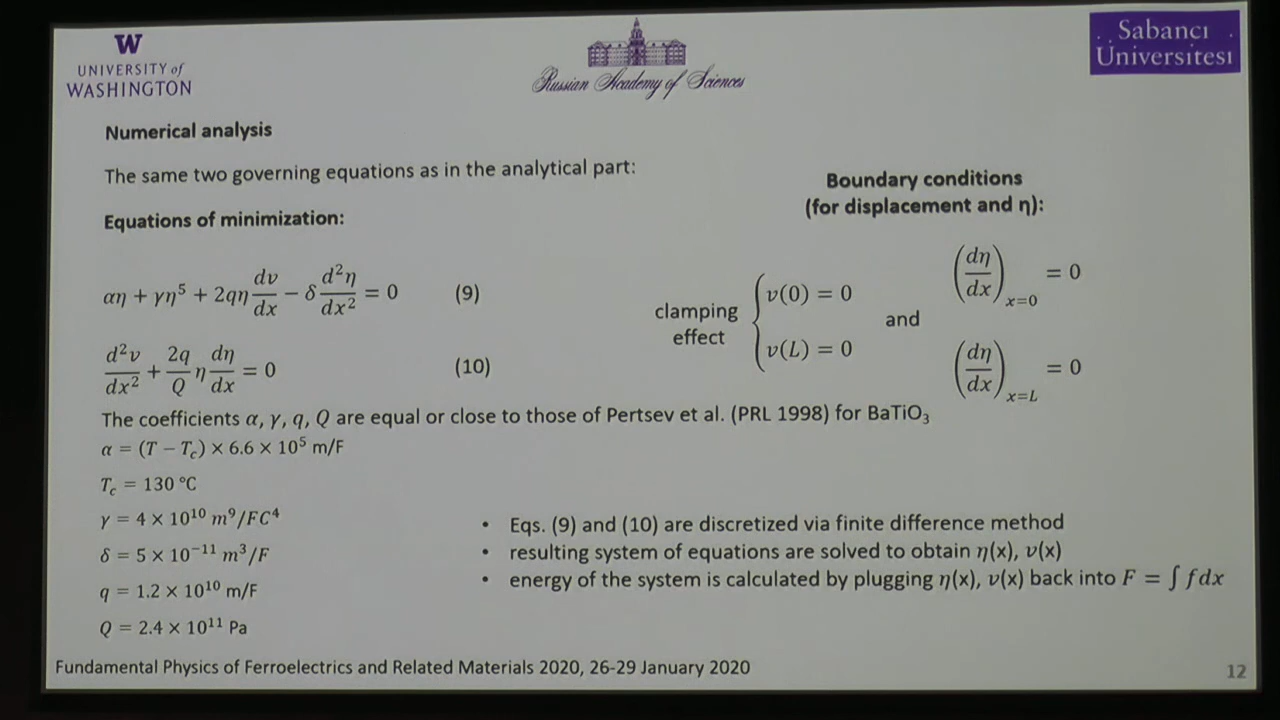 W
UNIVERSITY of
WASHINGTON
Russian Academy of Sciences
Sabancı
Üniversitesi
Numerical analysis
The same two governing equations as in the analytical part:
Equations of minimization:
Boundary conditions
(for displacement and η):
αη + γη⁵ + 2qη dv/dx − δ d²η/dx² = 0 (9)
d²v/dx² + 2q/Q η dη/dx = 0 (10)
clamping
effect
{ v(0) = 0
v(L) = 0
and
(dη/dx)ₓ₌₀ = 0
(dη/dx)x=L = 0
The coefficients α, γ, q, Q are equal or close to those of Pertsev et al. (PRL 1998) for BaTiO₃
α = (T − Tc) × 6.6 × 10⁵ m/F
Tc = 130 °C
γ = 4 × 10¹⁰ m⁹/FC⁴
δ = 5 × 10⁻¹¹ m³/F
q = 1.2 × 10¹⁰ m/F
Q = 2.4 × 10¹¹ Pa
• Eqs. (9) and (10) are discretized via finite difference method
• resulting system of equations are solved to obtain η(x), v(x)
• energy of the system is calculated by plugging η(x), v(x) back into F = ∫ fdx
Fundamental Physics of Ferroelectrics and Related Materials 2020, 26-29 January 2020
12